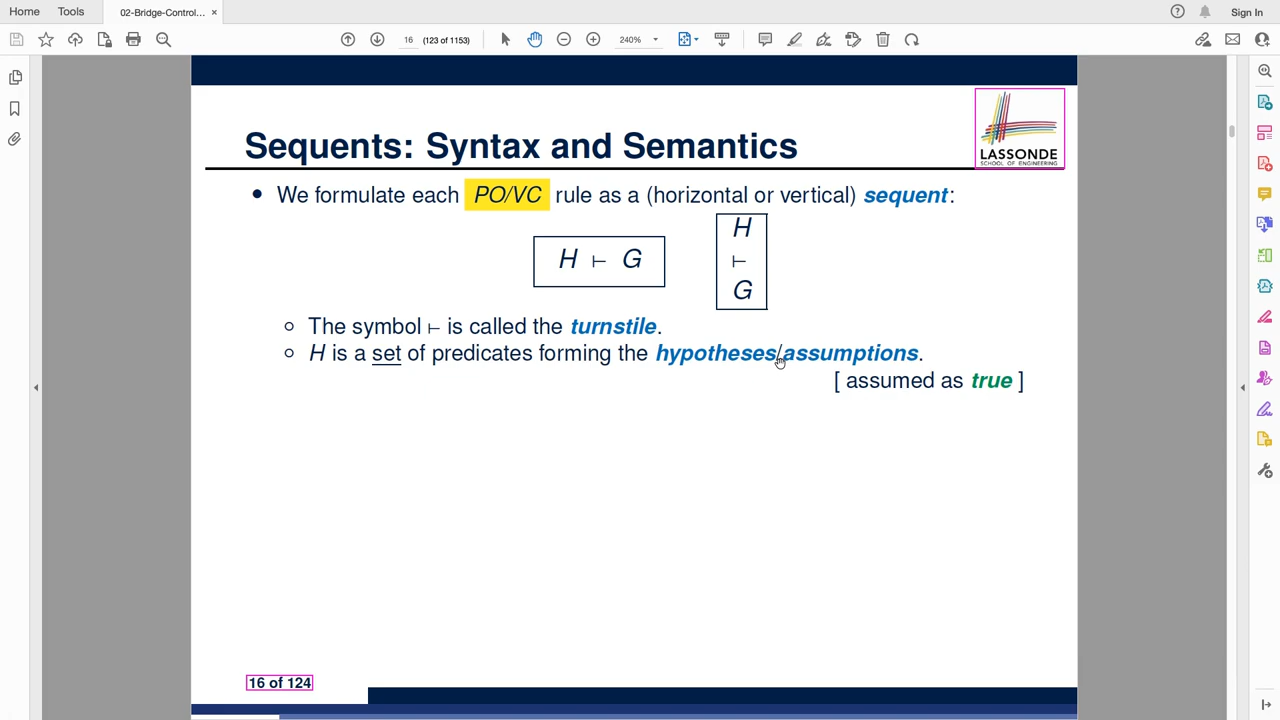 Home
Tools
02-Bridge-Control...
×
Sign In
16
(123 of 1153)
240%
LASSONDE
SCHOOL OF ENGINEERING
Sequents: Syntax and Semantics
• We formulate each PO/VC rule as a (horizontal or vertical) sequent:
H ⊢ G
H
⊢
G
○ The symbol ⊢ is called the turnstile.
○ H is a set of predicates forming the hypotheses/assumptions.
[ assumed as true ]
16 of 124